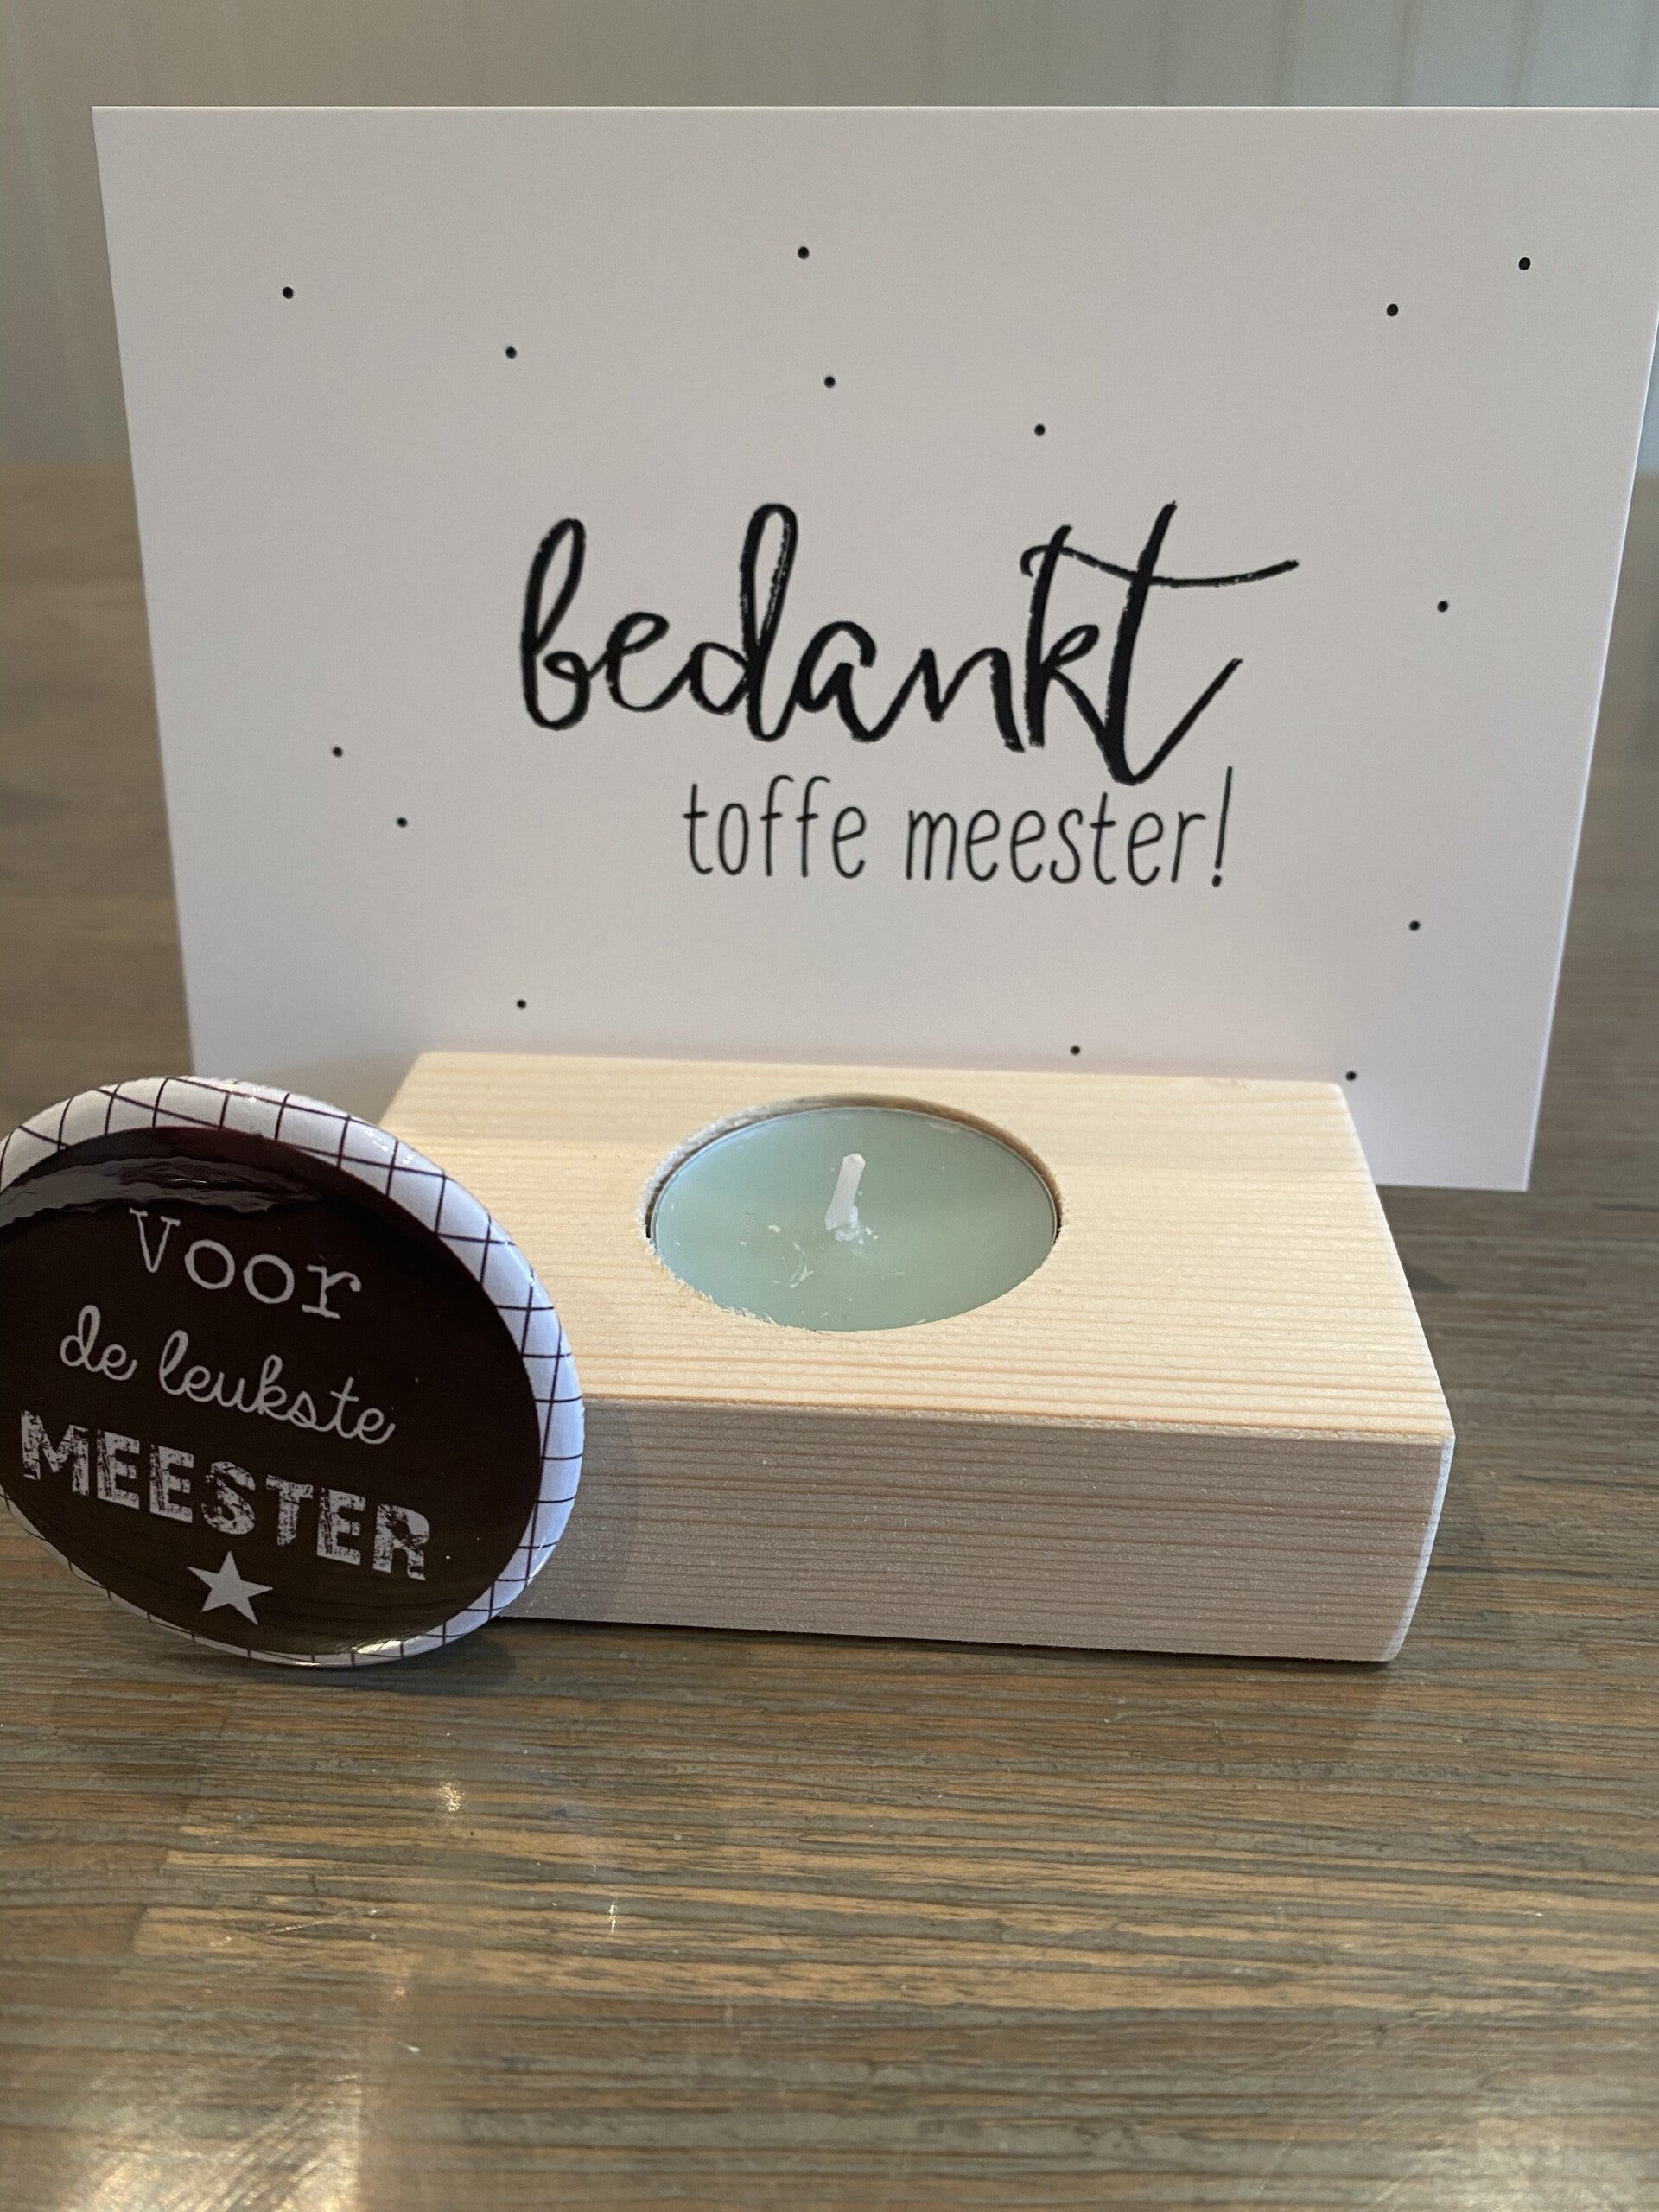 bedankt
toffe meester!
Voor
de leukste
MEESTER